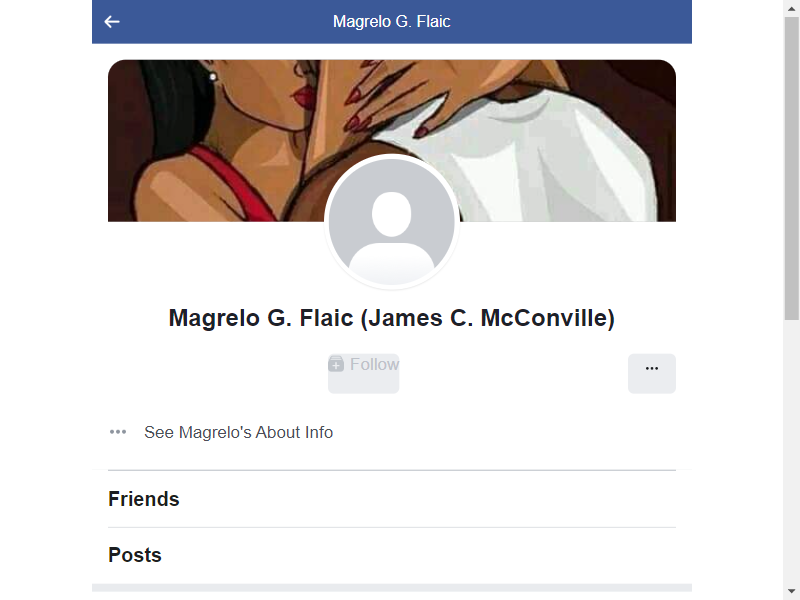 Magrelo G. Flaic
Magrelo G. Flaic (James C. McConville)
Follow
See Magrelo's About Info
Friends
Posts